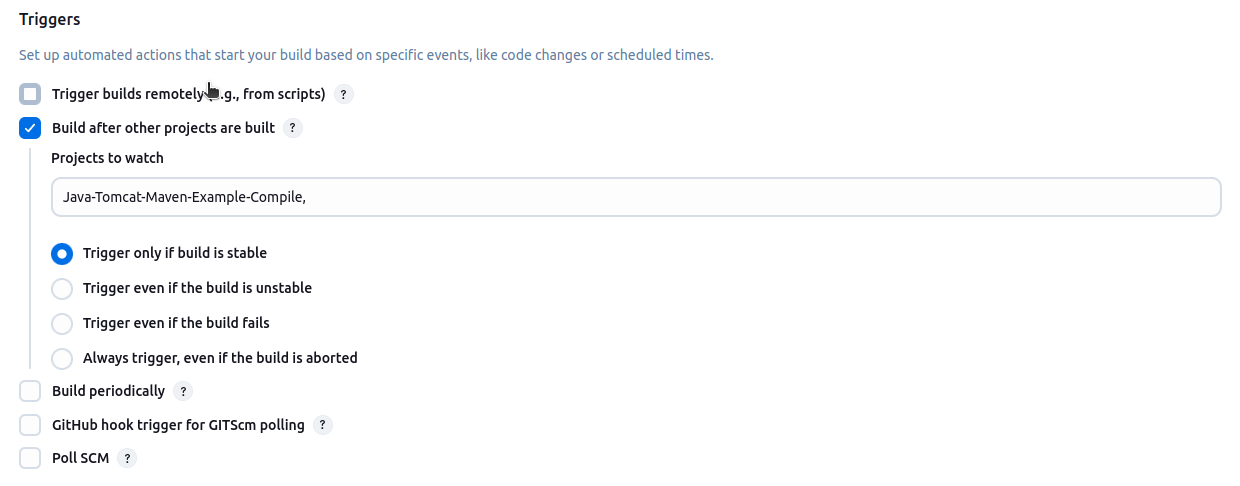 Triggers
Set up automated actions that start your build based on specific events, like code changes or scheduled times.
Trigger builds remotely .g., from scripts) ?
Build after other projects are built ?
Projects to watch
Java-Tomcat-Maven-Example-Compile,
Trigger only if build is stable
Trigger even if the build is unstable
Trigger even if the build fails
Always trigger, even if the build is aborted
Build periodically ?
GitHub hook trigger for GITScm polling ?
Poll SCM ?